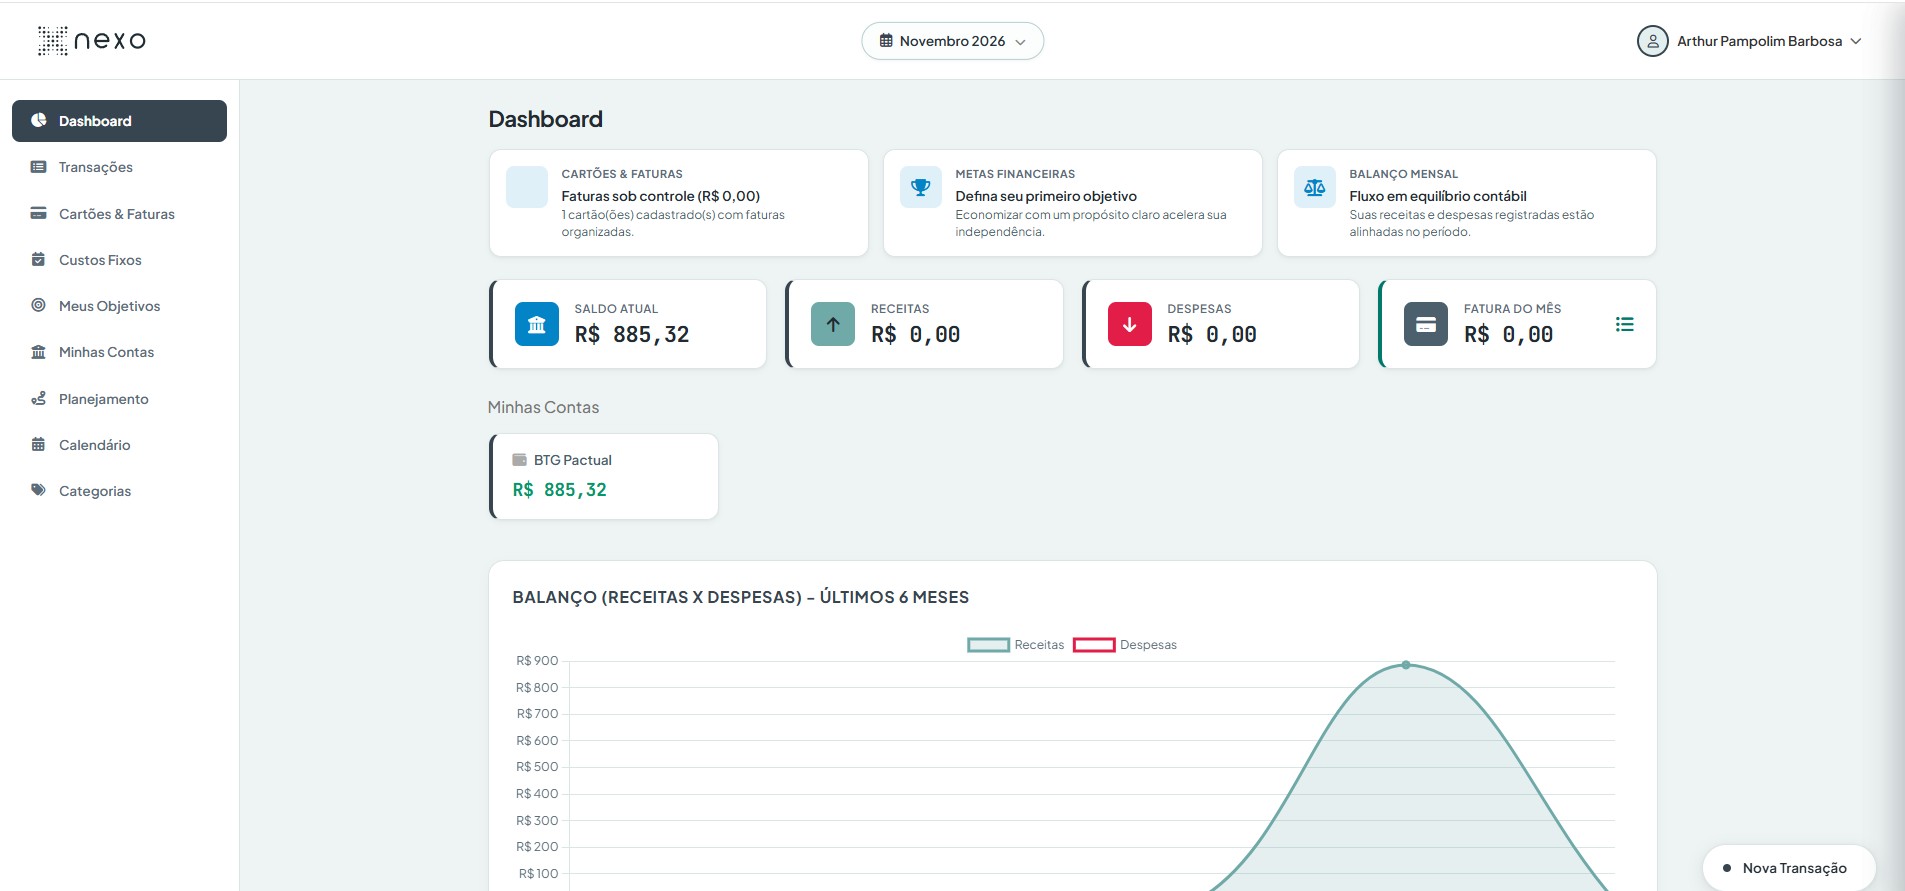 nexo
Novembro 2026
Arthur Pampolim Barbosa
Dashboard
Transações
Cartões & Faturas
Custos Fixos
Meus Objetivos
Minhas Contas
Planejamento
Calendário
Categorias
Dashboard
CARTÕES & FATURAS
Faturas sob controle (R$ 0,00)
1 cartão(ões) cadastrado(s) com faturas
organizadas.
METAS FINANCEIRAS
Defina seu primeiro objetivo
Economizar com um propósito claro acelera sua
independência.
BALANÇO MENSAL
Fluxo em equilíbrio contábil
Suas receitas e despesas registradas estão
alinhadas no período.
SALDO ATUAL
R$ 885,32
RECEITAS
R$ 0,00
DESPESAS
R$ 0,00
FATURA DO MÊS
R$ 0,00
Minhas Contas
BTG Pactual
R$ 885,32
BALANÇO (RECEITAS X DESPESAS) - ÚLTIMOS 6 MESES
Receitas
Despesas
R$ 900
R$ 800
R$ 700
R$ 600
R$ 500
R$ 400
R$ 300
R$ 200
R$ 100
Nova Transação